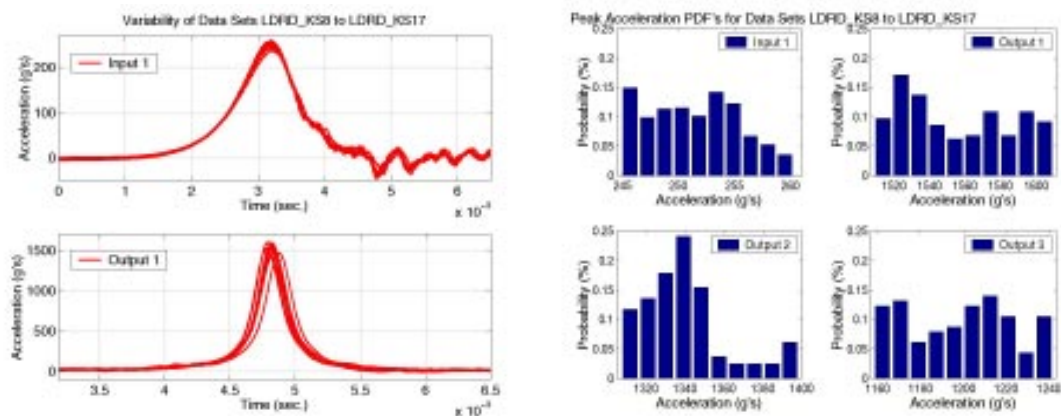 Variability of Data Sets LDRD_KS8 to LDRD_KS17
Input 1
Acceleration (g's)
200
100
0
0 1 2 3 4 5 6
Time (sec.)
Output 1
Acceleration (g's)
1500
1000
500
0
3.5 4 4.5 5 5.5 6 6.5
Time (sec.)
Peak Acceleration PDF's for Data Sets LDRD_KS8 to LDRD_KS17
Input 1
Probability (%)
0.25
0.2
0.15
0.1
0.05
0
245 250 255 260
Acceleration (g's)
Output 1
Probability (%)
0.25
0.2
0.15
0.1
0.05
0
1520 1540 1560 1580 1600
Acceleration (g's)
Output 2
Probability (%)
0.25
0.2
0.15
0.1
0.05
0
1320 1340 1360 1380 1400
Acceleration (g's)
Output 3
Probability (%)
0.25
0.2
0.15
0.1
0.05
0
1160 1180 1200 1220 1240
Acceleration (g's)